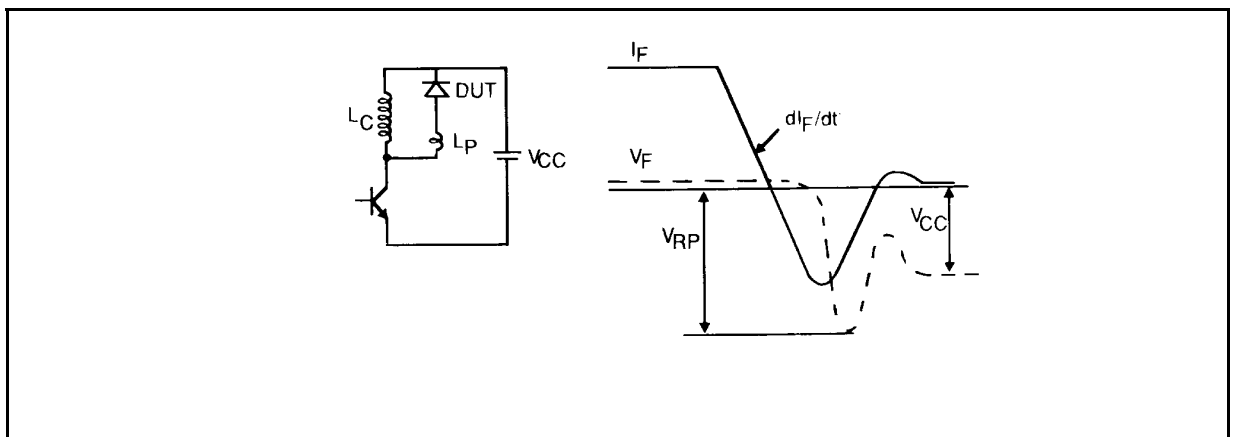 DUT
LC
LP
VCC
IF
dIF/dt
VF
VRP
VCC